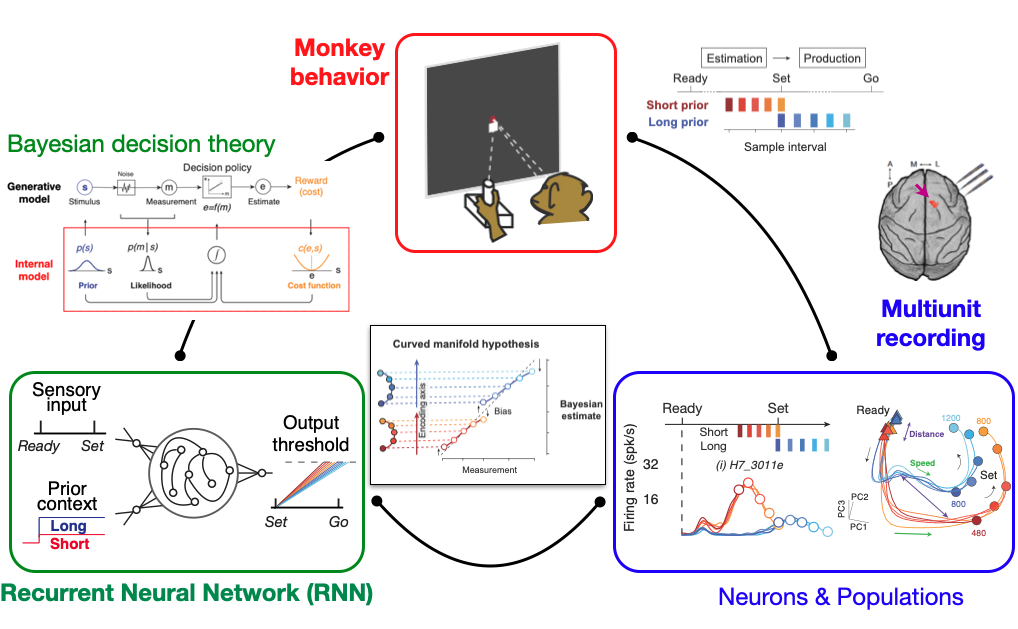 Monkey
behavior
Estimation
Production
Ready
Set
Go
Short prior
Long prior
Sample interval
Bayesian decision theory
Decision policy
Generative
model
s
Noise
m
e
Reward
(cost)
Stimulus
Measurement
e=f(m)
Estimate
Internal
model
p(s)
p(m|s)
f
c(e,s)
s
s
s
e
Prior
Likelihood
Cost function
A
P
M
L
Multiunit
recording
Curved manifold hypothesis
Encoding axis
Bias
Bayesian
estimate
Measurement
Sensory
input
Ready
Set
Prior
context
Long
Short
Output
threshold
Set
Go
Recurrent Neural Network (RNN)
Ready
Set
Short
Long
(i) H7_3011e
Firing rate (spk/s)
32
16
Ready
1200
800
Distance
Speed
Set
800
480
PC3
PC2
PC1
Neurons & Populations